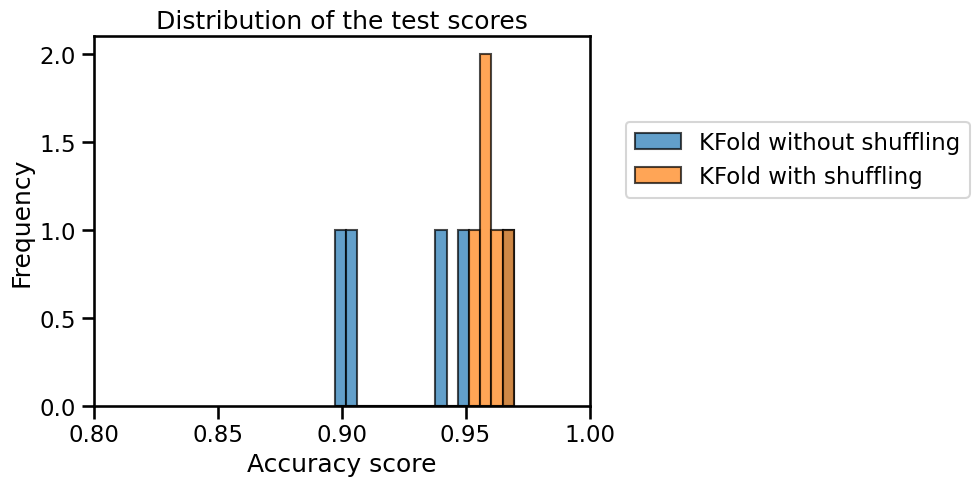 Distribution of the test scores
2.0
1.5
1.0
0.5
0.0
Frequency
0.80 0.85 0.90 0.95 1.00
Accuracy score
KFold without shuffling
KFold with shuffling